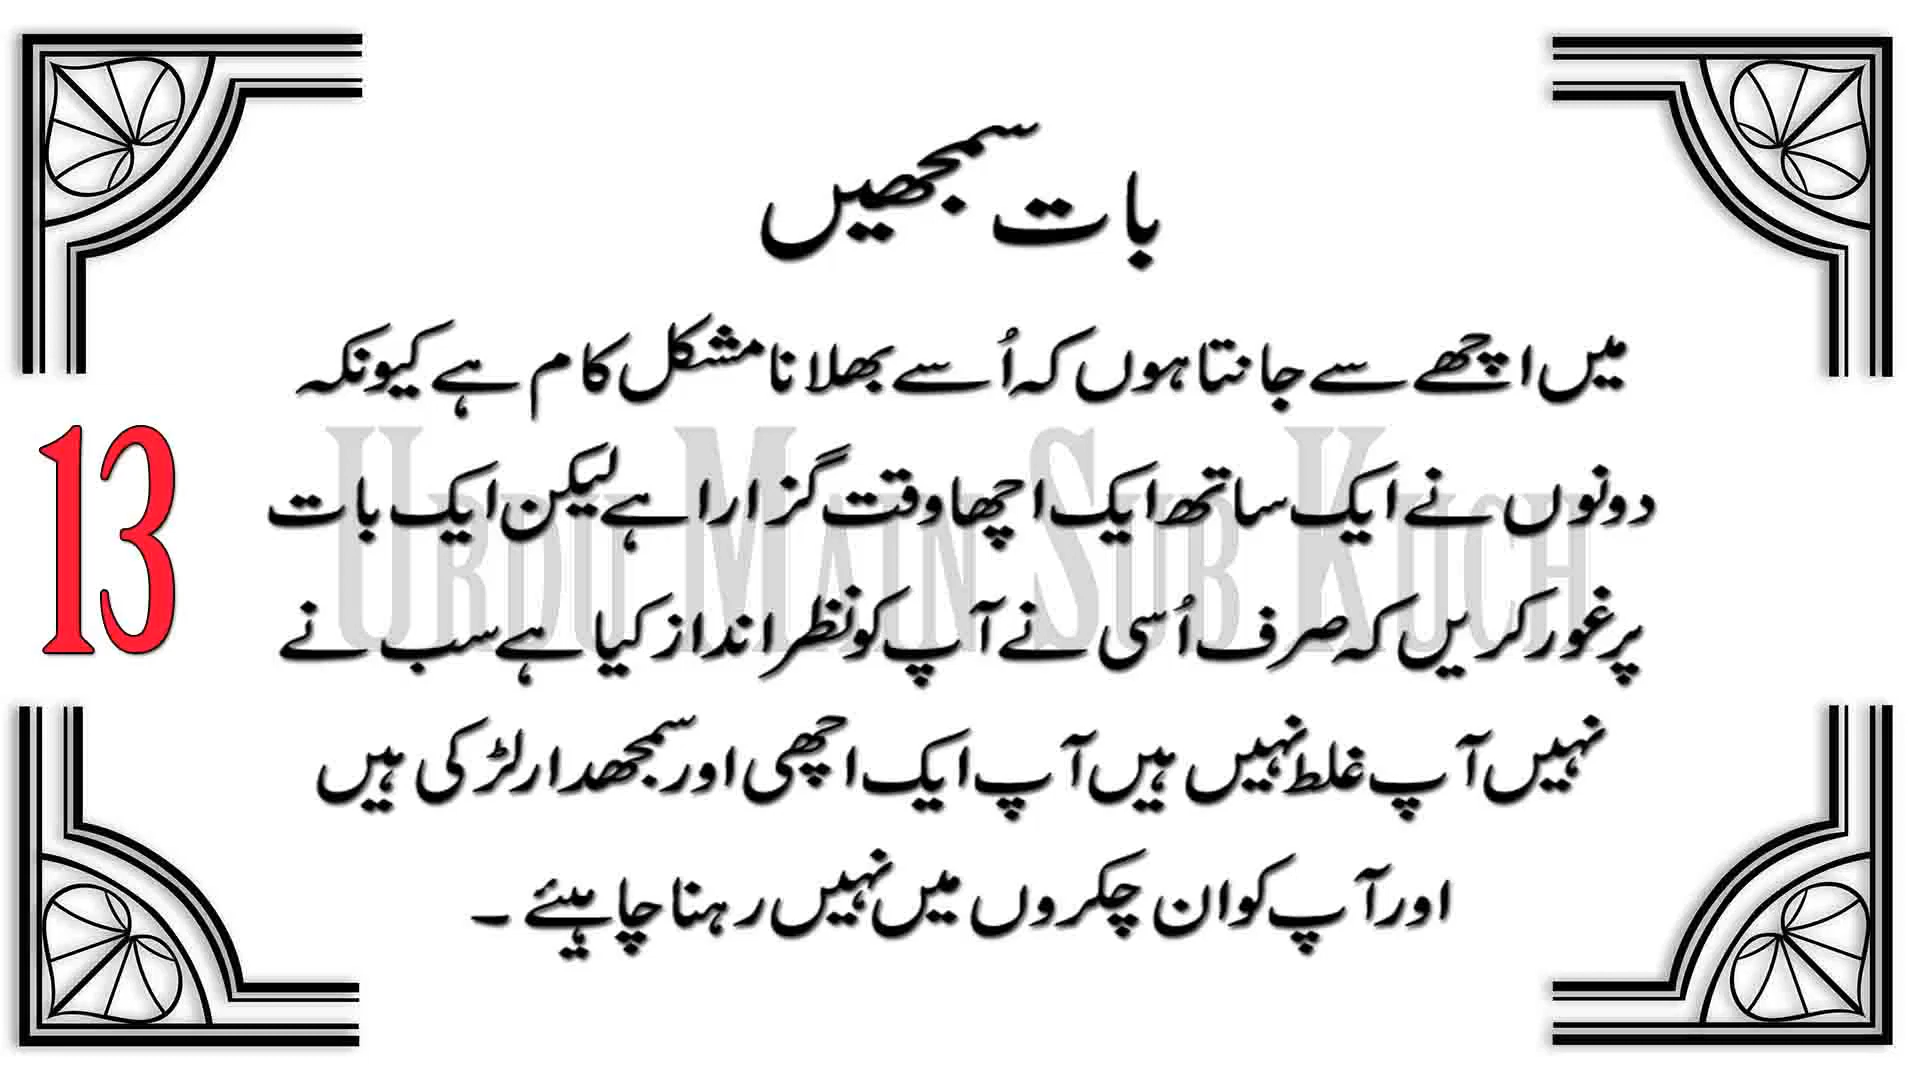 بات سمجھیں
میں اچھے سے جانتا ہوں کہ اُسے بھلانا مشکل کام ہے کیونکہ
دونوں نے ایک ساتھ ایک اچھا وقت گزارا ہے لیکن ایک بات
پر غور کریں کہ صرف اُسی نے آپ کو نظر انداز کیا ہے سب نے
نہیں آپ غلط نہیں ہیں آپ ایک اچھی اور سمجھدار لڑکی ہیں
اور آپ کو ان چکروں میں نہیں رہنا چاہیئے ۔
13
URDU MAIN SUB KUCH